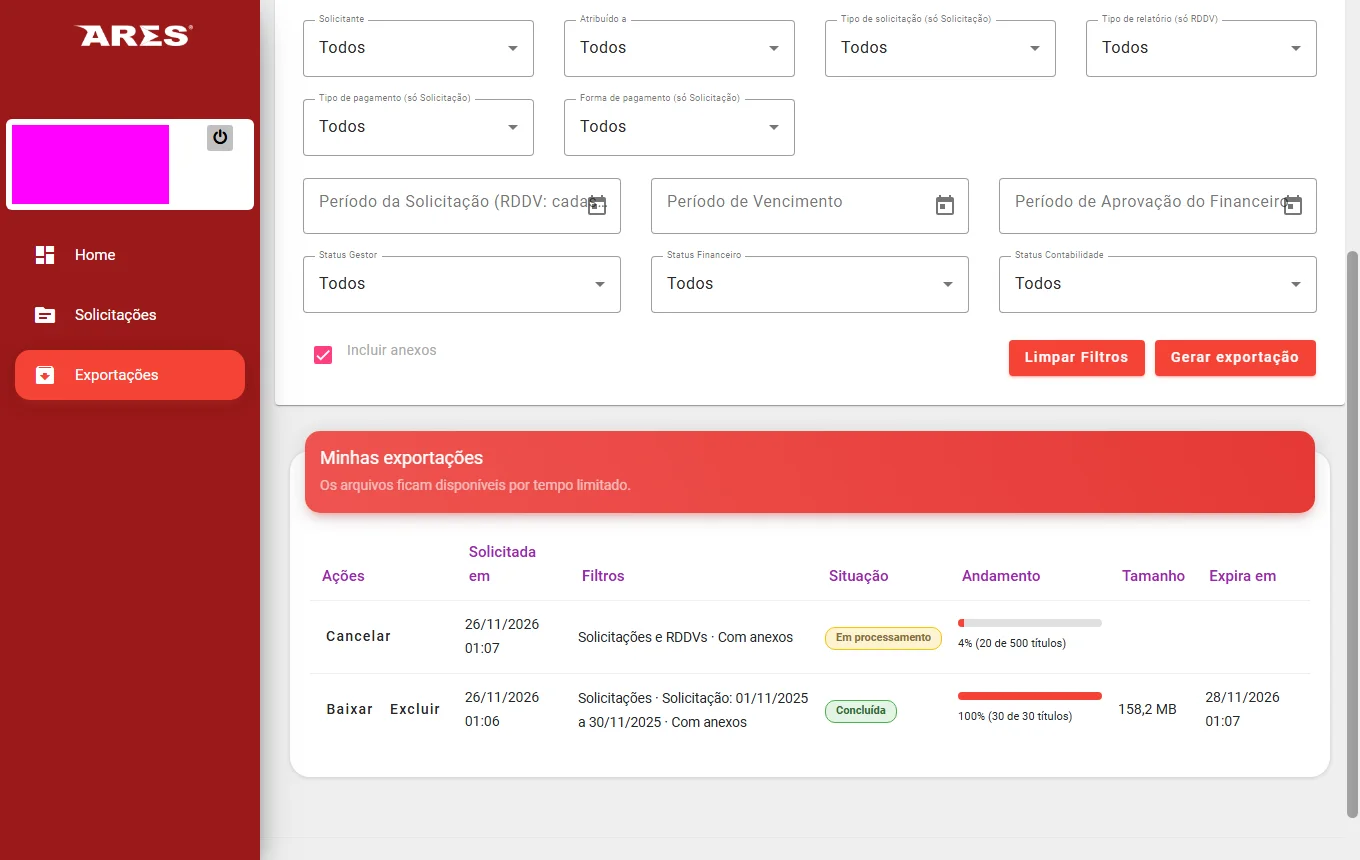 ARES
Home
Solicitações
Exportações
Solicitante
Todos
Atribuído a
Todos
Tipo de solicitação (só Solicitação)
Todos
Tipo de relatório (só RDDV)
Todos
Tipo de pagamento (só Solicitação)
Todos
Forma de pagamento (só Solicitação)
Todos
Período da Solicitação (RDDV: cadas...
Período de Vencimento
Período de Aprovação do Financeiro
Status Gestor
Todos
Status Financeiro
Todos
Status Contabilidade
Todos
Incluir anexos
Limpar Filtros
Gerar exportação
Minhas exportações
Os arquivos ficam disponíveis por tempo limitado.
Ações
Solicitada
em
Filtros
Situação
Andamento
Tamanho
Expira em
Cancelar
26/11/2026
01:07
Solicitações e RDDVs · Com anexos
Em processamento
4% (20 de 500 títulos)
Baixar Excluir
26/11/2026
01:06
Solicitações · Solicitação: 01/11/2025
a 30/11/2025 · Com anexos
Concluída
100% (30 de 30 títulos)
158,2 MB
28/11/2026
01:07